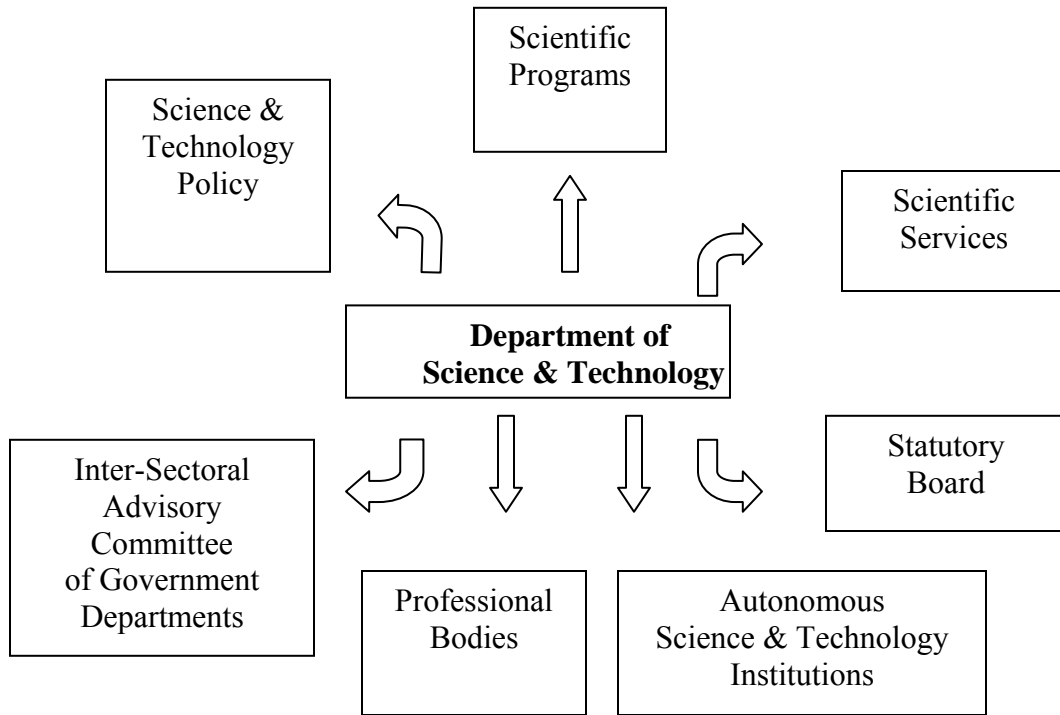 Scientific
Programs
Science &
Technology
Policy
Scientific
Services
Department of
Science & Technology
Statutory
Board
Inter-Sectoral
Advisory
Committee
of Government
Departments
Professional
Bodies
Autonomous
Science & Technology
Institutions